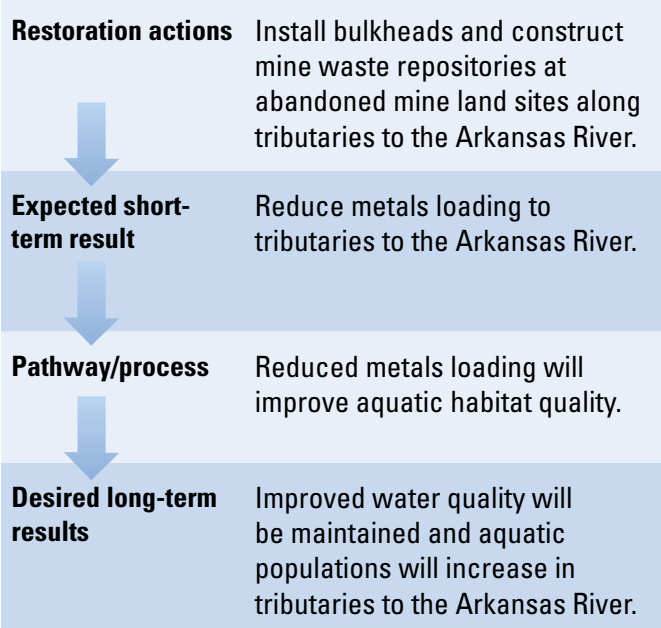 Restoration actions
Install bulkheads and construct
mine waste repositories at
abandoned mine land sites along
tributaries to the Arkansas River.
Expected short-
term result
Reduce metals loading to
tributaries to the Arkansas River.
Pathway/process
Reduced metals loading will
improve aquatic habitat quality.
Desired long-term
results
Improved water quality will
be maintained and aquatic
populations will increase in
tributaries to the Arkansas River.